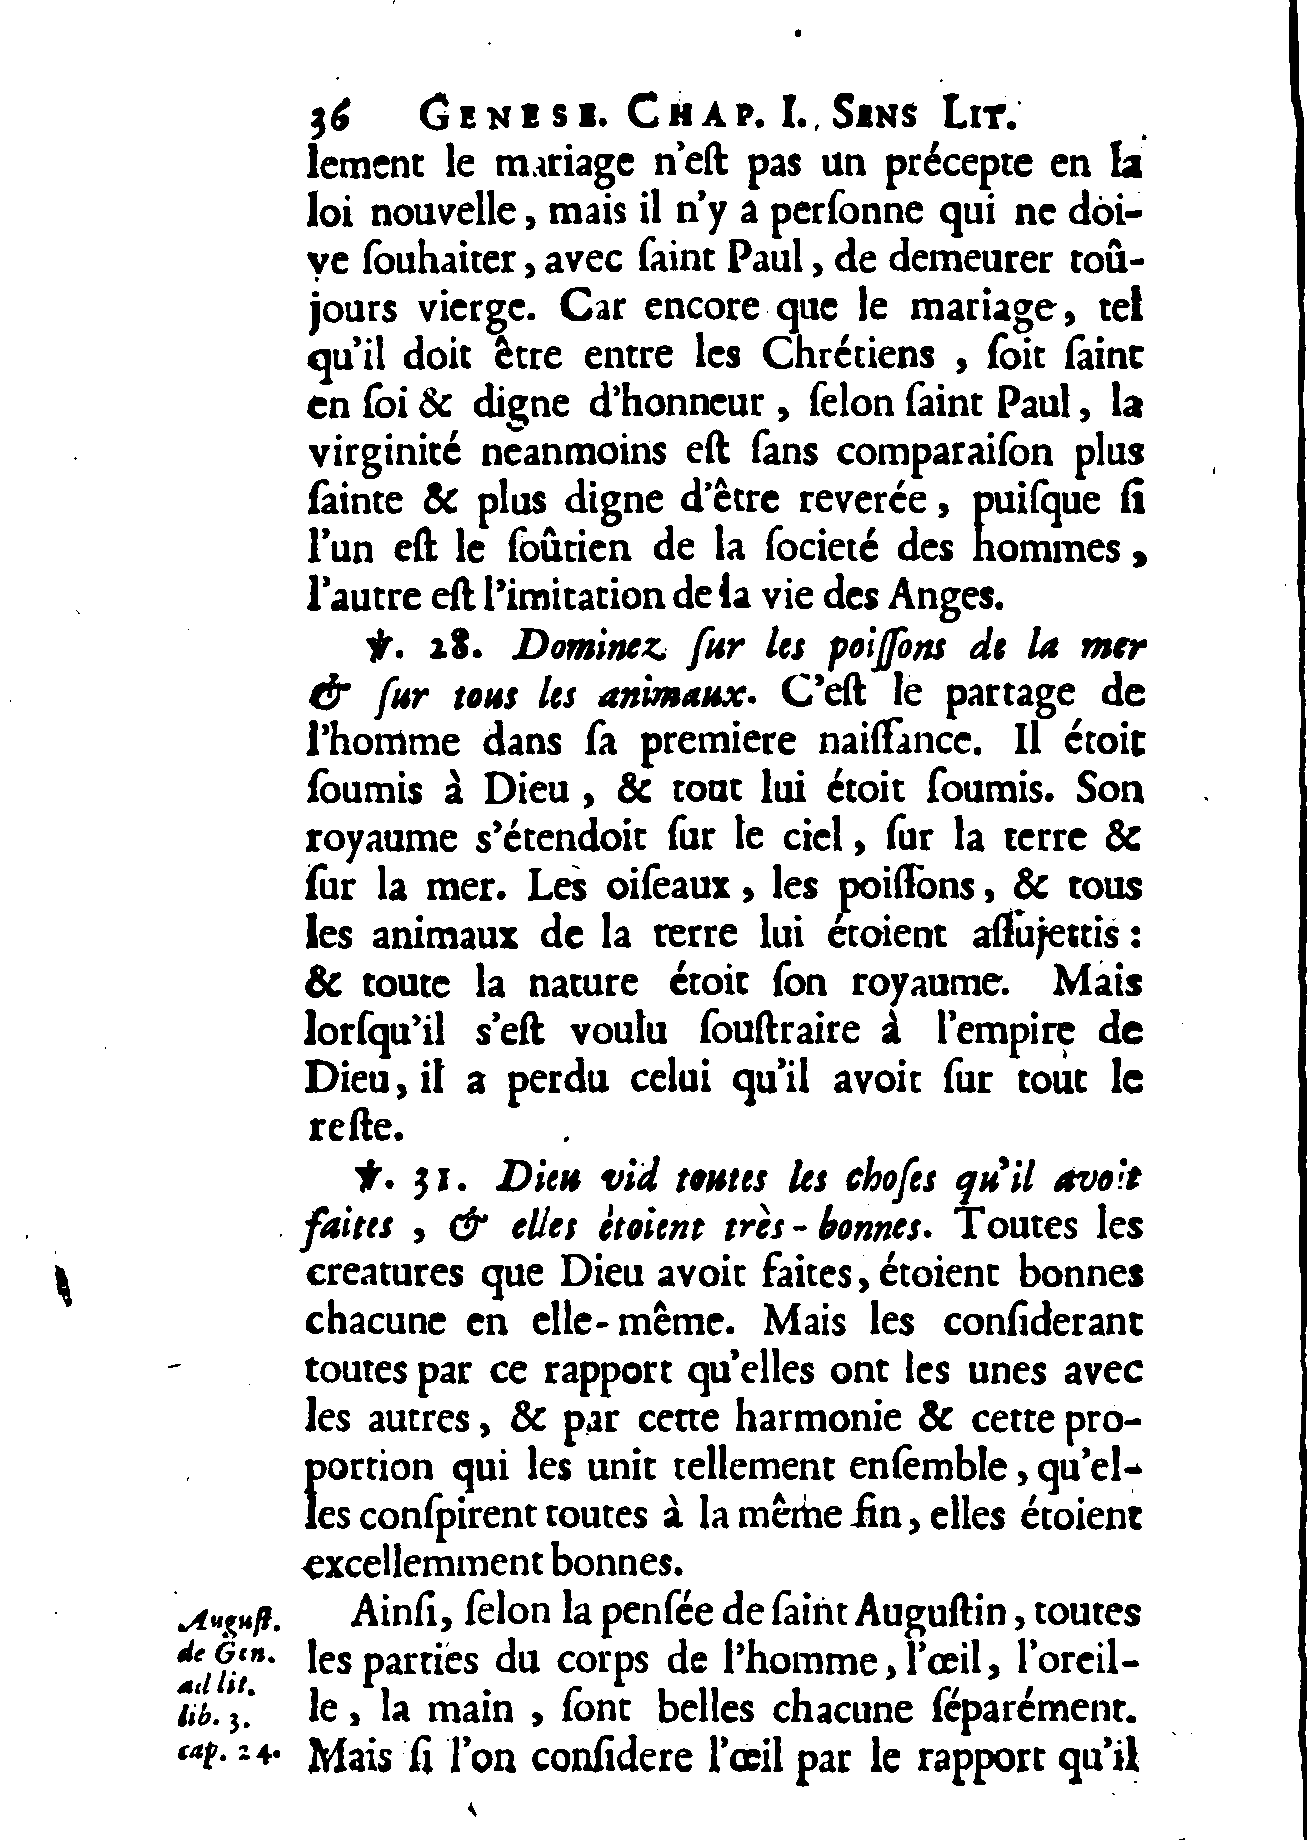 36 GENESE. CHAP. I. SENS LIT.
lement le mariage n'eſt pas un précepte en la
loi nouvelle, mais il n'y a perſonne qui ne doi-
ve ſouhaiter, avec ſaint Paul, de demeurer toû-
jours vierge. Car encore que le mariage, tel
qu'il doit être entre les Chrétiens, ſoit ſaint
en ſoi & digne d'honneur, ſelon ſaint Paul, la
virginité neanmoins eſt ſans comparaiſon plus
ſainte & plus digne d'être reverée, puiſque ſi
l'un eſt le ſoûtien de la ſocieté des hommes,
l'autre eſt l'imitation de la vie des Anges.
℣. 28. Dominez ſur les poiſſons de la mer
& ſur tous les animaux. C'eſt le partage de
l'homme dans ſa premiere naiſſance. Il étoit
ſoumis à Dieu, & tout lui étoit ſoumis. Son
royaume s'étendoit ſur le ciel, ſur la terre &
ſur la mer. Les oiſeaux, les poiſſons, & tous
les animaux de la terre lui étoient aſſujettis:
& toute la nature étoit ſon royaume. Mais
lorſqu'il s'eſt voulu ſouſtraire à l'empire de
Dieu, il a perdu celui qu'il avoit ſur tout le
reſte.
℣. 31. Dieu vid toutes les choſes qu'il avoit
faites, & elles étoient très-bonnes. Toutes les
creatures que Dieu avoit faites, étoient bonnes
chacune en elle-même. Mais les conſiderant
toutes par ce rapport qu'elles ont les unes avec
les autres, & par cette harmonie & cette pro-
portion qui les unit tellement enſemble, qu'el-
les conſpirent toutes à la même fin, elles étoient
excellemment bonnes.
Ainſi, ſelon la penſée de ſaint Auguſtin, toutes
les parties du corps de l'homme, l'œil, l'oreil-
le, la main, ſont belles chacune ſéparément.
Mais ſi l'on conſidere l'œil par le rapport qu'il
Auguſt.
de Gen.
ad lit.
lib. 3.
cap. 24.